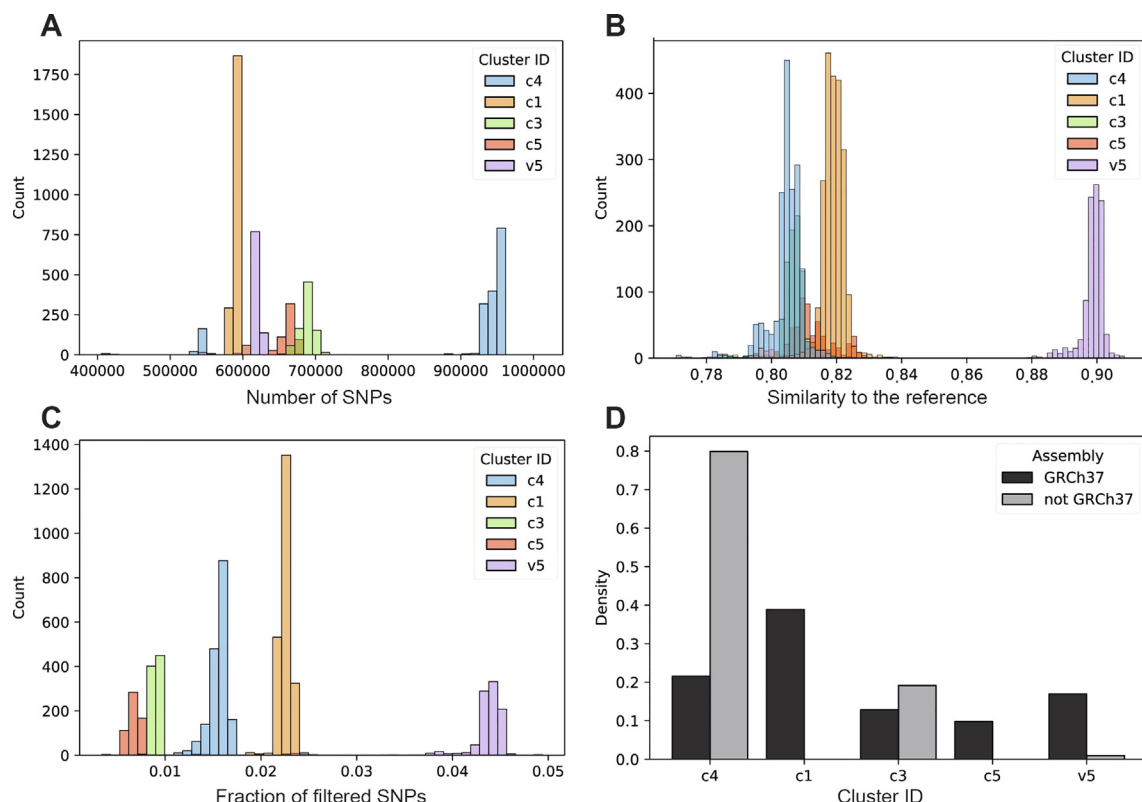 A
Cluster ID
c4
c1
c3
c5
v5
1750
1500
1250
1000
750
500
250
0
Count
400000 500000 600000 700000 800000 900000 1000000
Number of SNPs
B
Cluster ID
c4
c1
c3
c5
v5
400
300
200
100
0
Count
0.78 0.80 0.82 0.84 0.86 0.88 0.90
Similarity to the reference
C
Cluster ID
c4
c1
c3
c5
v5
1400
1200
1000
800
600
400
200
0
Count
0.01 0.02 0.03 0.04 0.05
Fraction of filtered SNPs
D
Assembly
GRCh37
not GRCh37
0.8
0.7
0.6
0.5
0.4
0.3
0.2
0.1
0.0
Density
c4 c1 c3 c5 v5
Cluster ID